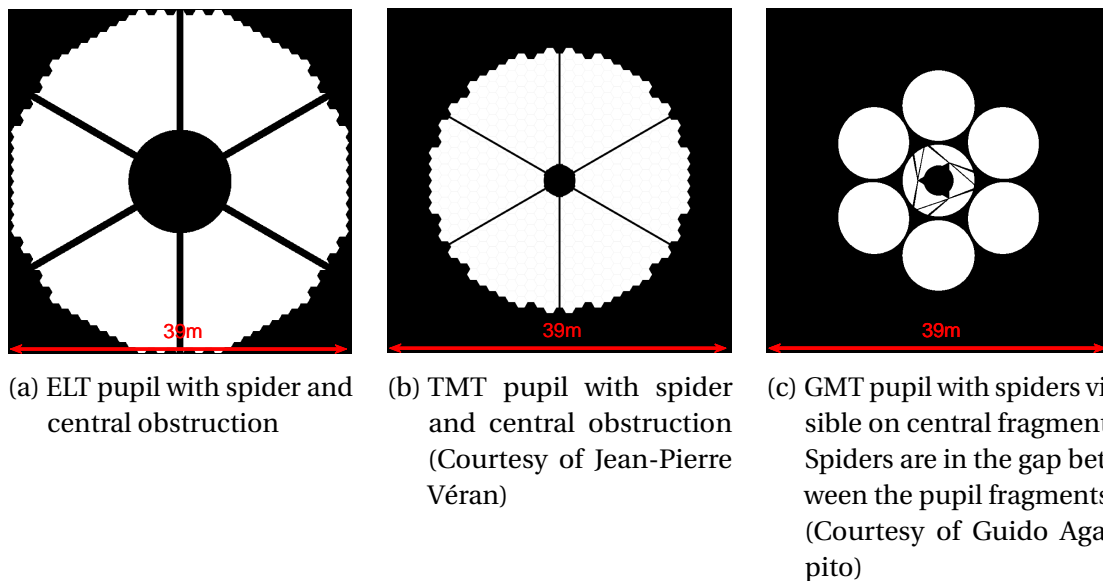 39m
39m
39m
(a) ELT pupil with spider and
central obstruction
(b) TMT pupil with spider
and central obstruction
(Courtesy of Jean-Pierre
Véran)
(c) GMT pupil with spiders vi
sible on central fragment
Spiders are in the gap bet
ween the pupil fragments
(Courtesy of Guido Aga
pito)